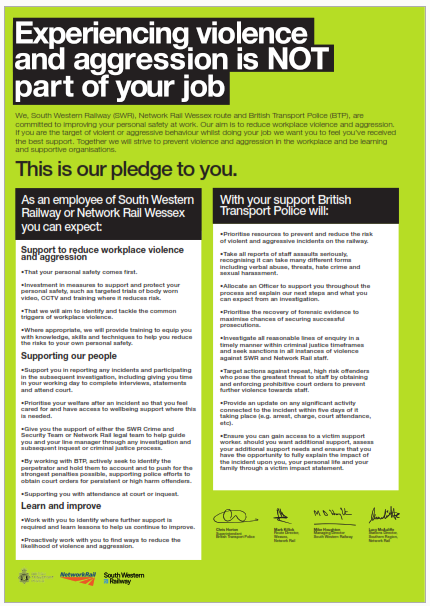 Experiencing violence
and aggression is NOT
part of your job
We, South Western Railway (SWR), Network Rail Wessex route and British Transport Police (BTP), are
committed to improving your personal safety at work. Our aim is to reduce workplace violence and aggression.
If you are the target of violent or aggressive behaviour whilst doing your job we want you to feel you've received
the best support. Together we will strive to prevent violence and aggression in the workplace and be learning
and supportive organisations.
This is our pledge to you.
As an employee of South Western
Railway or Network Rail Wessex
you can expect:
Support to reduce workplace violence
and aggression
•That your personal safety comes first.
•Investment in measures to support and protect your
personal safety, such as targeted trials of body worn
video, CCTV and training where it reduces risk.
•That we will aim to identify and tackle the common
triggers of workplace violence.
•Where appropriate, we will provide training to equip you
with knowledge, skills and techniques to help you reduce
the risks to your own personal safety.
Supporting our people
•Support you in reporting any incidents and participating
in the subsequent investigation, including giving you time
in your working day to complete interviews, statements
and attend court.
•Prioritise your welfare after an incident so that you feel
cared for and have access to wellbeing support where this
is needed.
•Give you the support of either the SWR Crime and
Security Team or Network Rail legal team to help guide
you and your line manager through any investigation and
subsequent inquest or criminal justice process.
•By working with BTP, actively seek to identify the
perpetrator and hold them to account and to push for the
strongest penalties possible, supporting police efforts to
obtain court orders for persistent or high harm offenders.
•Supporting you with attendance at court or inquest.
Learn and improve
•Work with you to identify where further support is
required and learn lessons to help us continue to improve.
•Proactively work with you to find ways to reduce the
likelihood of violence and aggression.
With your support British
Transport Police will:
•Prioritise resources to prevent and reduce the risk
of violent and aggressive incidents on the railway.
•Take all reports of staff assaults seriously,
recognising it can take many different forms
including verbal abuse, threats, hate crime and
sexual harassment.
•Allocate an Officer to support you throughout the
process and explain our next steps and what you
can expect from an investigation.
•Prioritise the recovery of forensic evidence to
maximise chances of securing successful
prosecutions.
•Investigate all reasonable lines of enquiry in a
timely manner within criminal justice timeframes
and seek sanctions in all instances of violence
against SWR and Network Rail staff.
•Target actions against repeat, high risk offenders
who pose the greatest threat to staff by obtaining
and enforcing prohibitive court orders to prevent
further violence towards staff.
•Provide an update on any significant activity
connected to the incident within five days of it
taking place (e.g. arrest, charge, court attendance,
etc).
•Ensure you can gain access to a victim support
worker. should you want additional support, assess
your additional support needs and ensure that you
have the opportunity to fully explain the impact of
the incident upon you, your personal life and your
family through a victim impact statement.
Superintendent
British Transport Police
Route Director,
Wessex,
Network Rail
Managing Director
South Western Railway
Southern Region,
Network Rail
NetworkRail
South Western
Railway